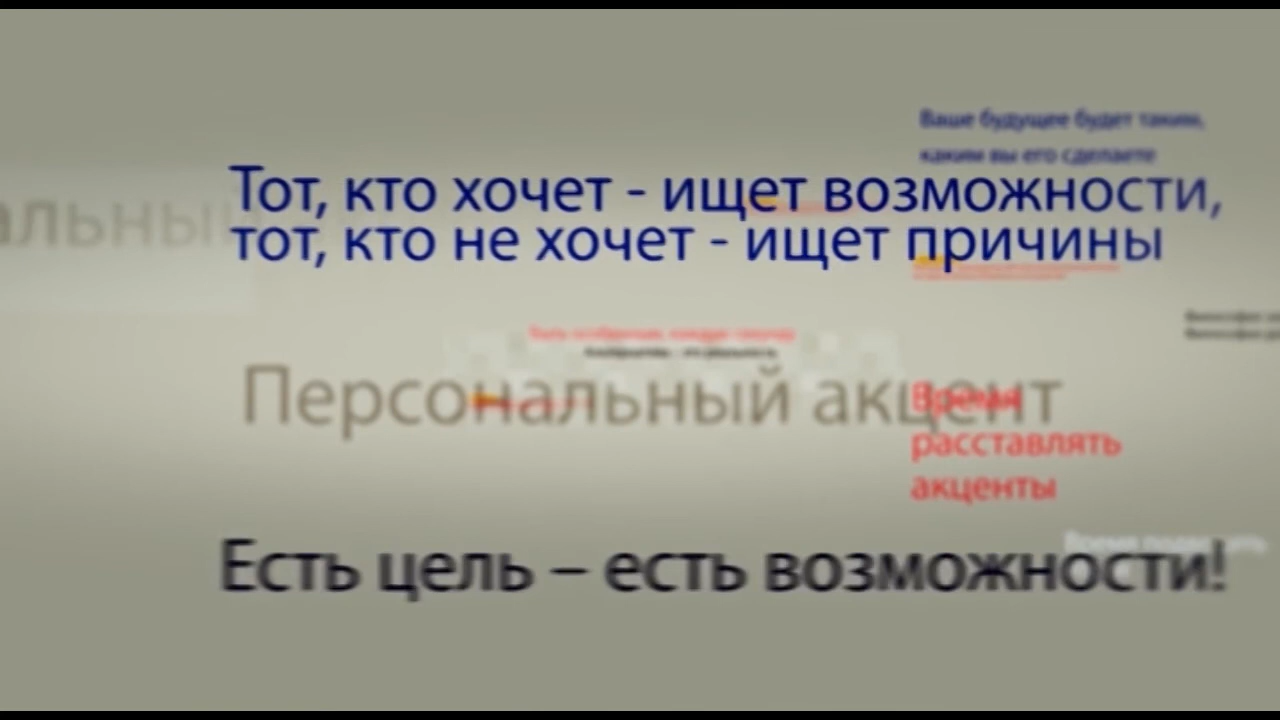 Ваше будущее будет таким,
каким вы его сделаете
Тот, кто хочет - ищет возможности,
тот, кто не хочет - ищет причины
альный
Персональный акцент
Время
расставлять
акценты
Есть цель – есть возможности!